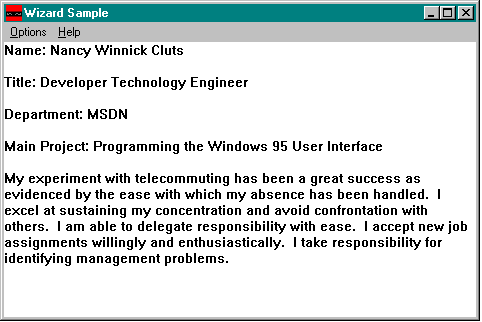 Wizard Sample
Options Help
Name: Nancy Winnick Cluts
Title: Developer Technology Engineer
Department: MSDN
Main Project: Programming the Windows 95 User Interface
My experiment with telecommuting has been a great success as
evidenced by the ease with which my absence has been handled.  I
excel at sustaining my concentration and avoid confrontation with
others.  I am able to delegate responsibility with ease.  I accept new job
assignments willingly and enthusiastically.  I take responsibility for
identifying management problems.